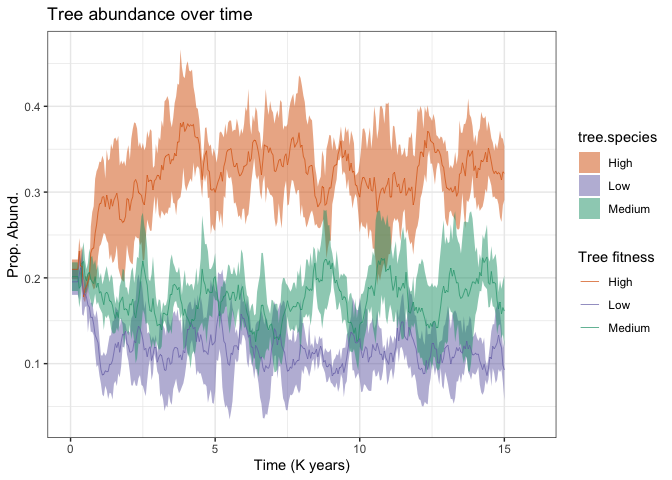 Tree abundance over time
Prop. Abund.
0.4
0.3
0.2
0.1
0
5
10
15
Time (K years)
tree.species
High
Low
Medium
Tree fitness
High
Low
Medium